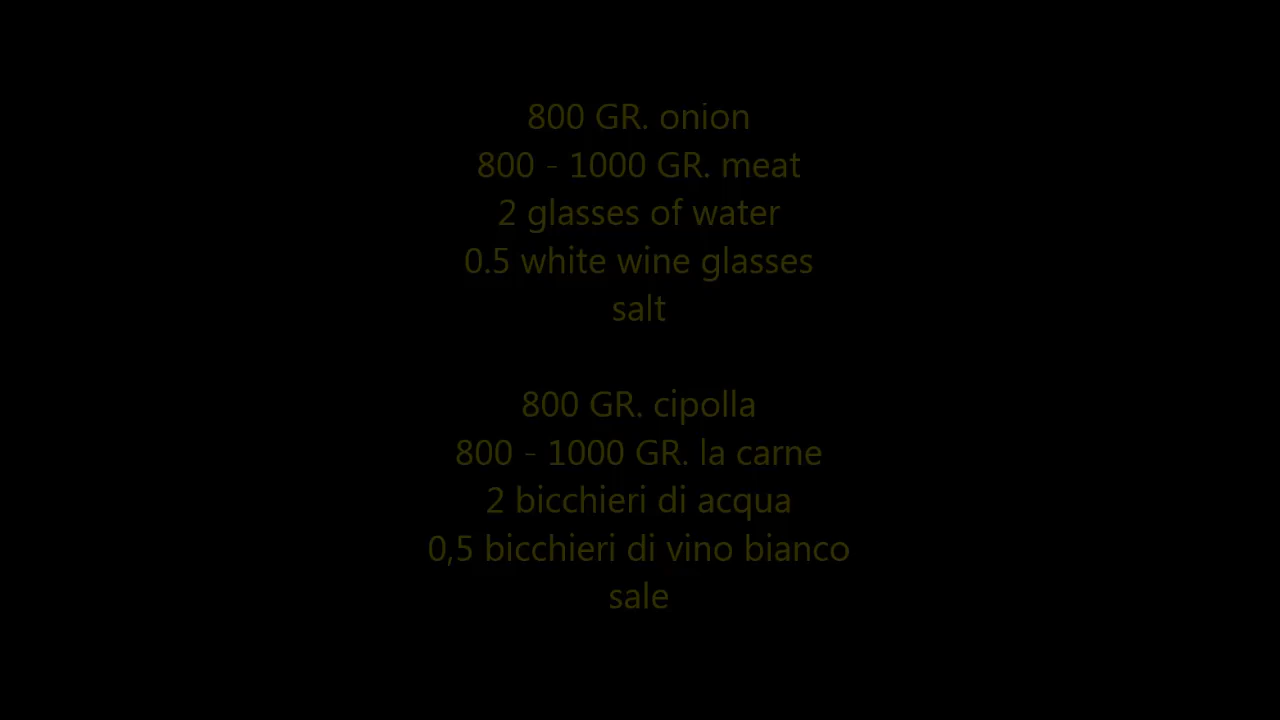 800 GR. onion
800 - 1000 GR. meat
2 glasses of water
0.5 white wine glasses
salt
800 GR. cipolla
800 - 1000 GR. la carne
2 bicchieri di acqua
0,5 bicchieri di vino bianco
sale